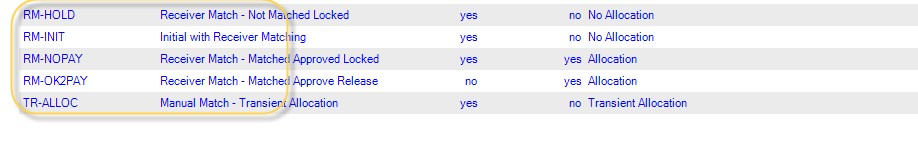 RM-HOLD Receiver Match - Not Matched Locked yes no No Allocation
RM-INIT Initial with Receiver Matching yes no No Allocation
RM-NOPAY Receiver Match - Matched Approved Locked yes yes Allocation
RM-OK2PAY Receiver Match - Matched Approve Release no yes Allocation
TR-ALLOC Manual Match - Transient Allocation yes no Transient Allocation